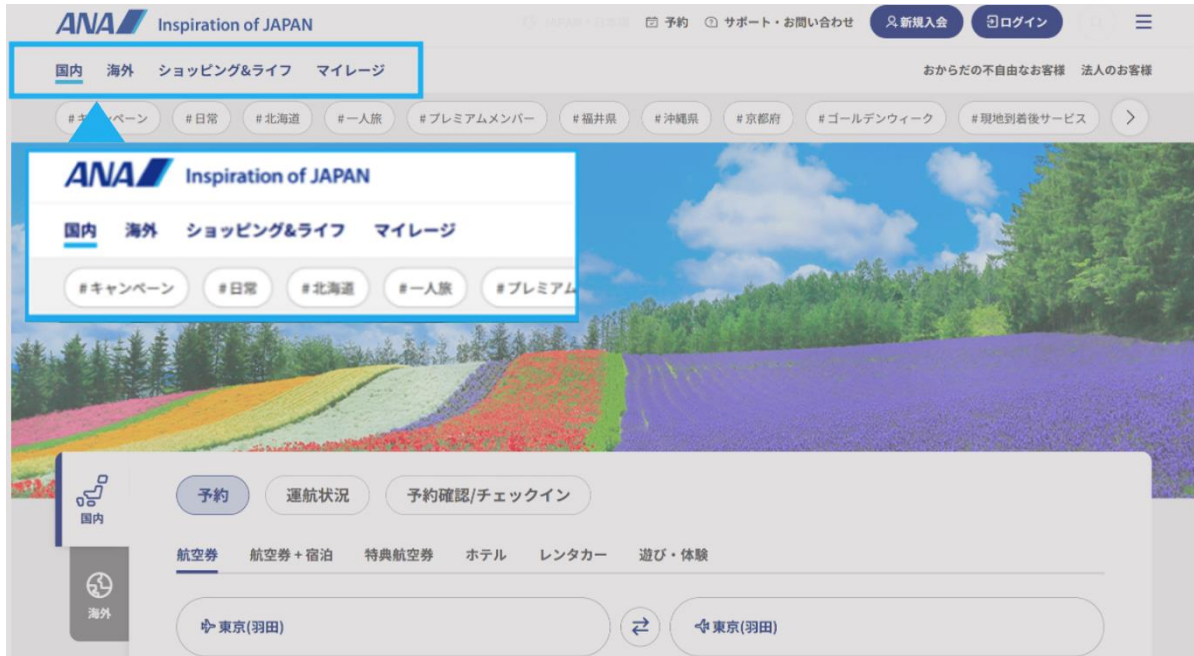 ANA Inspiration of JAPAN 予約 サポート・お問い合わせ 新規入会 ログイン
国内 海外 ショッピング&ライフ マイレージ おからだの不自由なお客様 法人のお客様
#日常 #北海道 #一人旅 #プレミアムメンバー #福井県 #沖縄県 #京都府 #ゴールデンウィーク #現地到着後サービス
ANA Inspiration of JAPAN
国内 海外 ショッピング&ライフ マイレージ
#キャンペーン #日常 #北海道 #一人旅 #プレミアム
国内
予約 運航状況 予約確認/チェックイン
航空券 航空券+宿泊 特典航空券 ホテル レンタカー 遊び・体験
海外
東京(羽田) 東京(羽田)